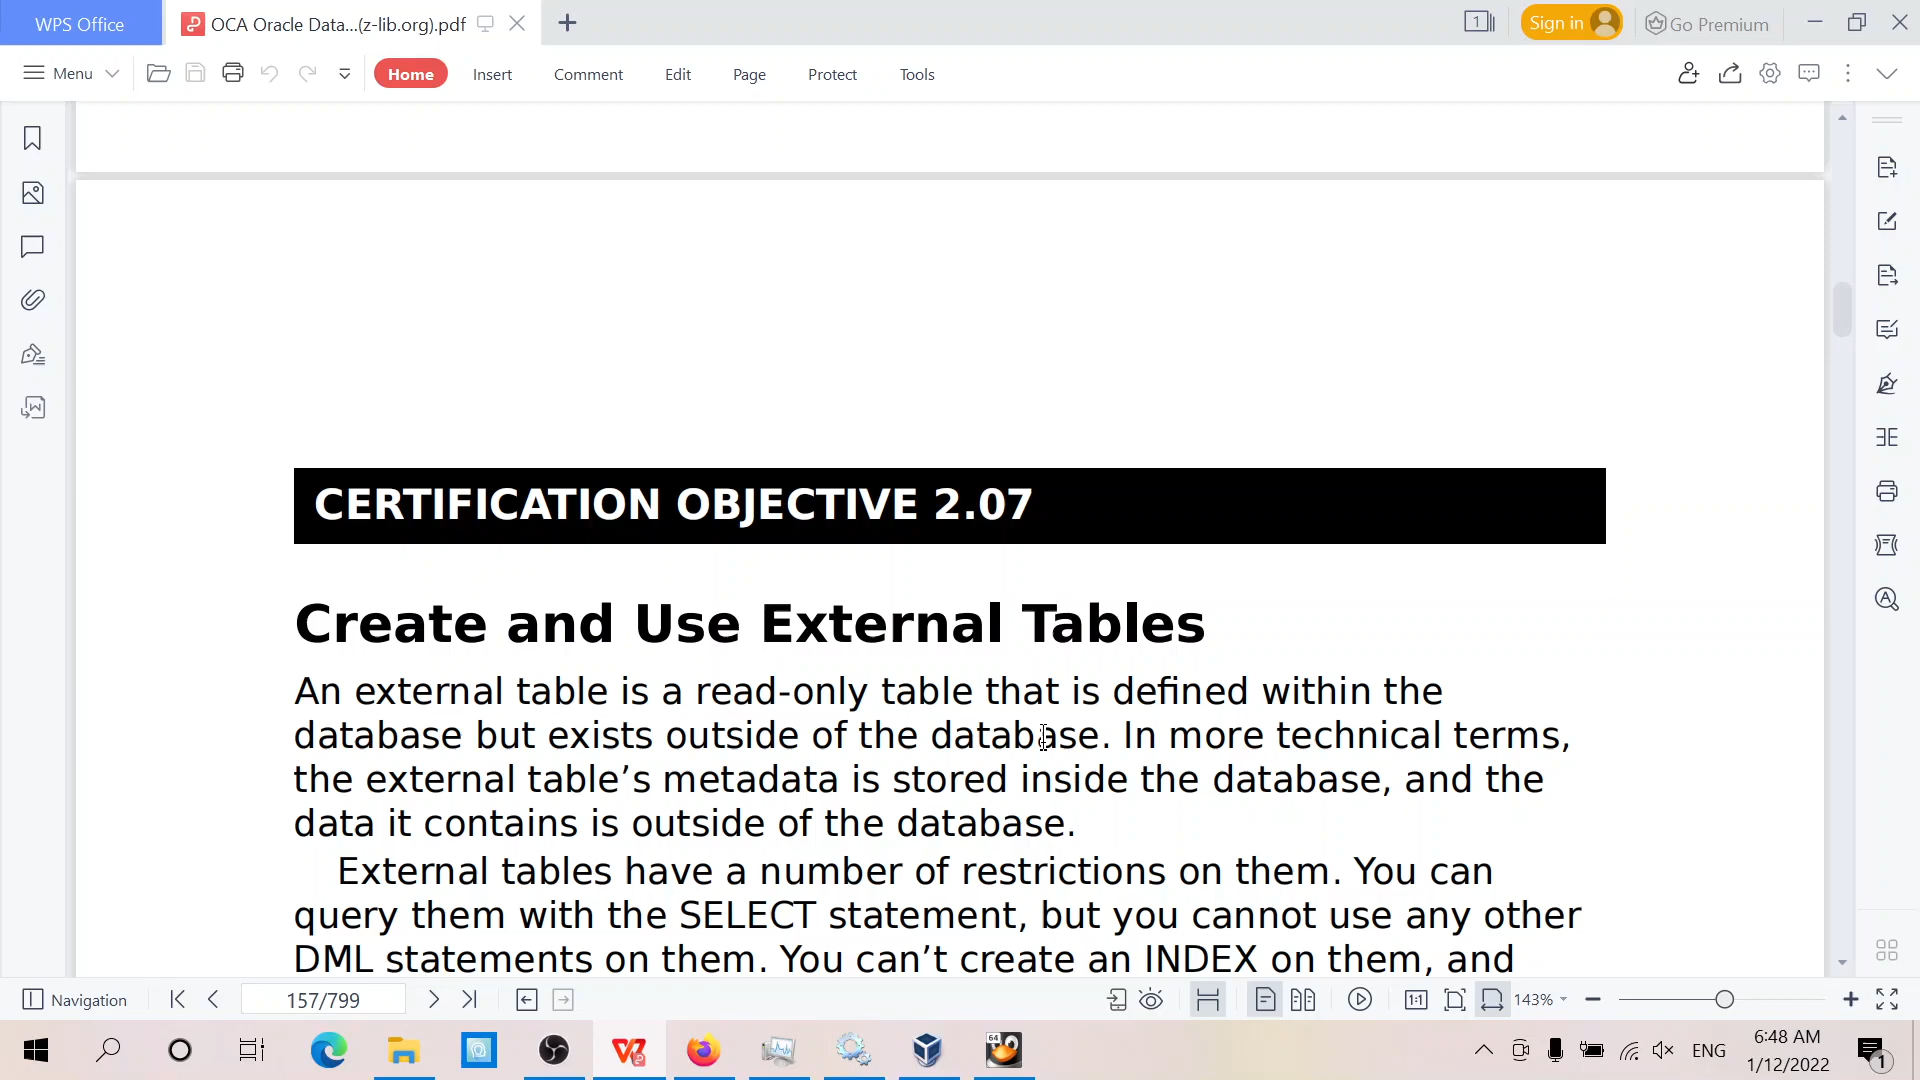 WPS Office
OCA Oracle Data...(z-lib.org).pdf
1
Sign in
Go Premium
Menu
Home
Insert
Comment
Edit
Page
Protect
Tools
CERTIFICATION OBJECTIVE 2.07
Create and Use External Tables
An external table is a read-only table that is defined within the
database but exists outside of the database. In more technical terms,
the external table’s metadata is stored inside the database, and the
data it contains is outside of the database.
External tables have a number of restrictions on them. You can
query them with the SELECT statement, but you cannot use any other
DML statements on them. You can’t create an INDEX on them, and
Navigation
157/799
1:1
143%
64
ENG
6:48 AM
1/12/2022
1